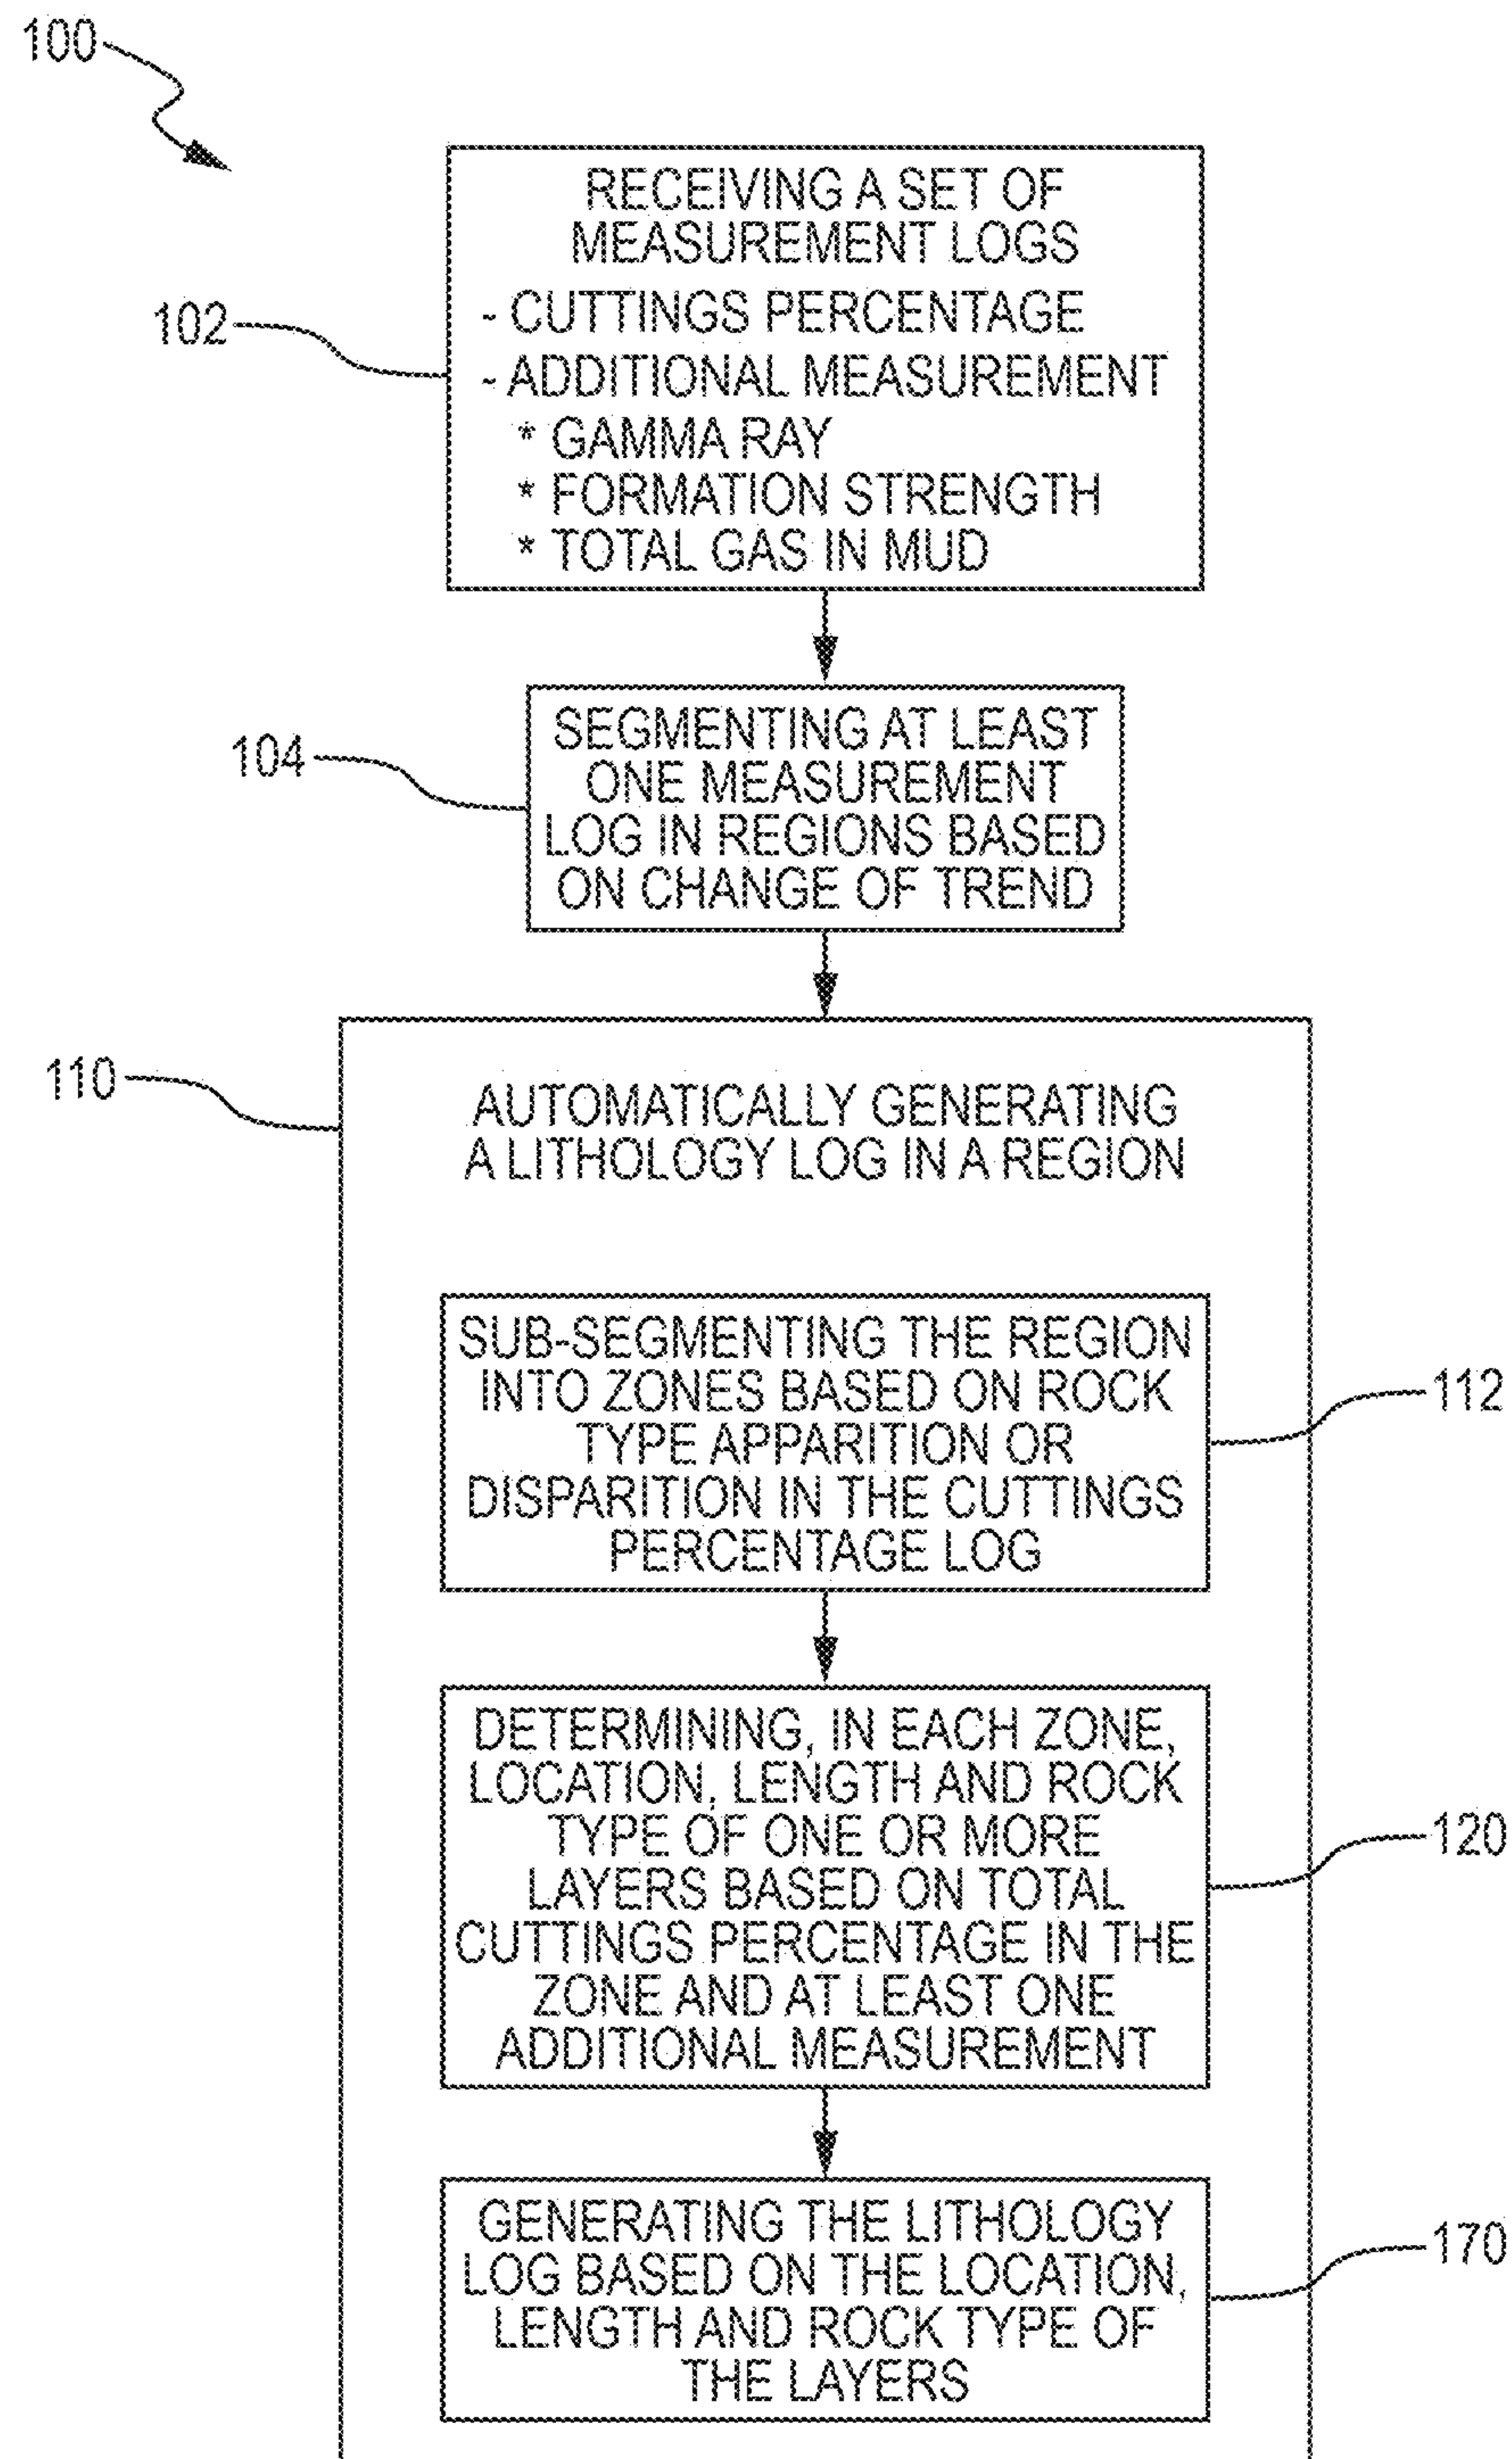 100
RECEIVING A SET OF
MEASUREMENT LOGS
- CUTTINGS PERCENTAGE
- ADDITIONAL MEASUREMENT
* GAMMA RAY
* FORMATION STRENGTH
* TOTAL GAS IN MUD
102
SEGMENTING AT LEAST
ONE MEASUREMENT
LOG IN REGIONS BASED
ON CHANGE OF TREND
104
110
AUTOMATICALLY GENERATING
A LITHOLOGY LOG IN A REGION
SUB-SEGMENTING THE REGION
INTO ZONES BASED ON ROCK
TYPE APPARITION OR
DISPARITION IN THE CUTTINGS
PERCENTAGE LOG
112
DETERMINING, IN EACH ZONE,
LOCATION, LENGTH AND ROCK
TYPE OF ONE OR MORE
LAYERS BASED ON TOTAL
CUTTINGS PERCENTAGE IN THE
ZONE AND AT LEAST ONE
ADDITIONAL MEASUREMENT
120
GENERATING THE LITHOLOGY
LOG BASED ON THE LOCATION,
LENGTH AND ROCK TYPE OF
THE LAYERS
170